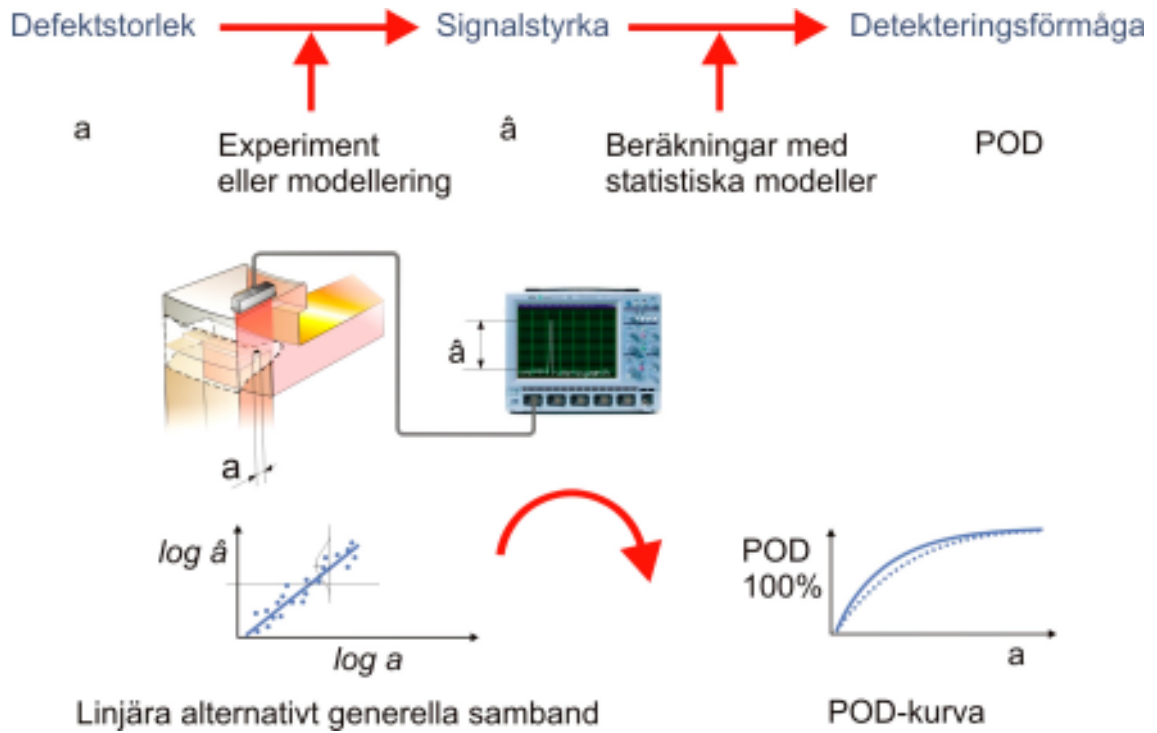 Defektstorlek Signalstyrka Detekteringsförmåga
a â POD
Experiment Beräkningar med
eller modellering statistiska modeller
â
a
log â
log a
POD
100%
a
Linjära alternativt generella samband POD-kurva